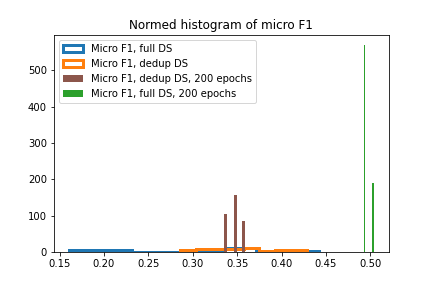 Normed histogram of micro F1
Micro F1, full DS
Micro F1, dedup DS
Micro F1, dedup DS, 200 epochs
Micro F1, full DS, 200 epochs
500
400
300
200
100
0
0.15 0.20 0.25 0.30 0.35 0.40 0.45 0.50